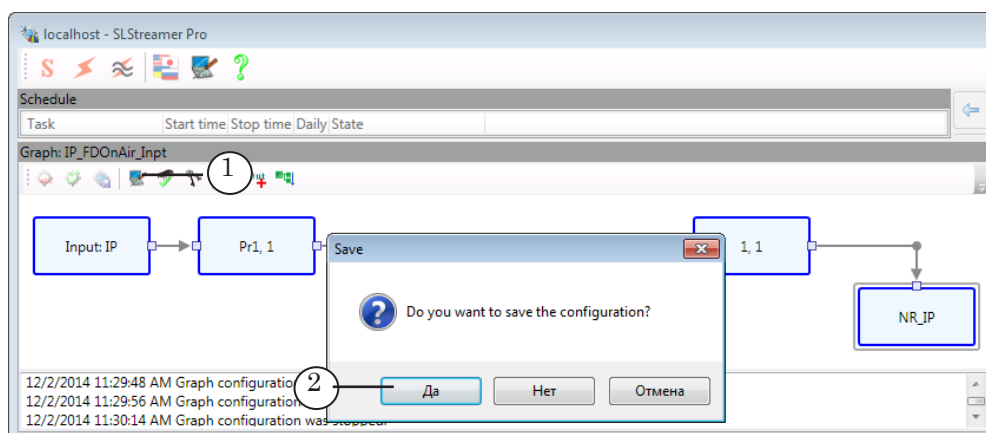 localhost - SLStreamer Pro
S
Schedule
Task Start time Stop time Daily State
Graph: IP_FDOnAir_Inpt
1
Input: IP Pr1, 1 1, 1
Save
Do you want to save the configuration?
NR_IP
2
Да Нет Отмена
12/2/2014 11:29:48 AM Graph configuration
12/2/2014 11:29:56 AM Graph configuration
12/2/2014 11:30:14 AM Graph configuration was stopped.